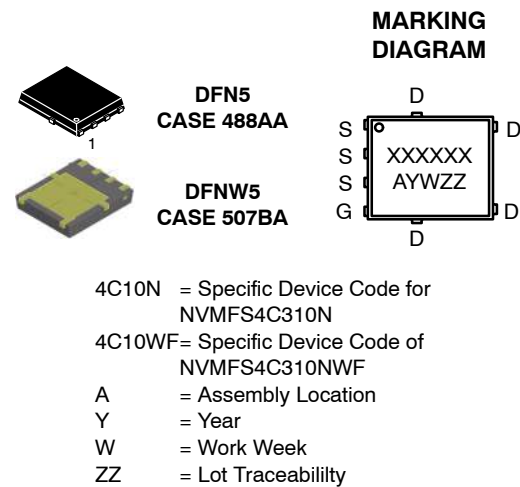 MARKING
DIAGRAM
DFN5
CASE 488AA
1
DFNW5
CASE 507BA
D
S D
S XXXXXX
S AYWZZ
G D
D
4C10N = Specific Device Code for
NVMFS4C310N
4C10WF= Specific Device Code of
NVMFS4C310NWF
A = Assembly Location
Y = Year
W = Work Week
ZZ = Lot Traceabililty